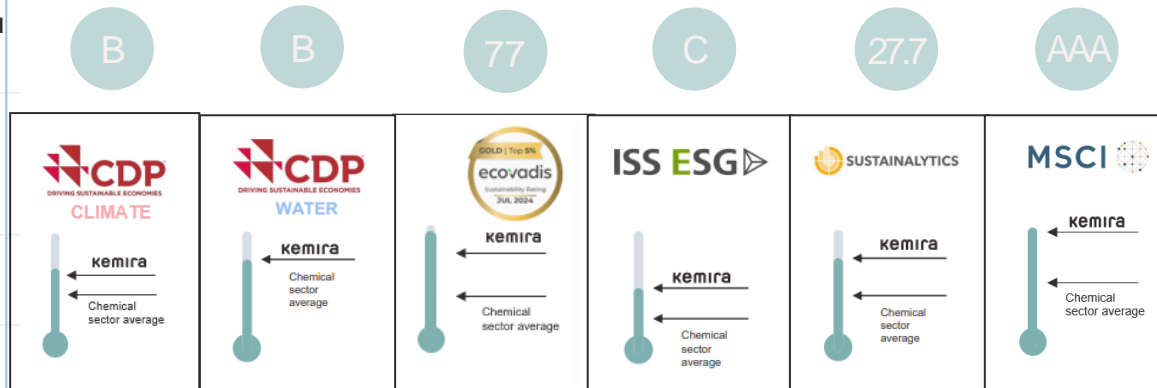 B
B
77
C
27.7
AAA
CDP
DRIVING SUSTAINABLE ECONOMIES
CLIMATE
kemira
Chemical
sector average
CDP
DRIVING SUSTAINABLE ECONOMIES
WATER
kemira
Chemical
sector
average
GOLD | Top 5%
ecovadis
Sustainability Rating
JUL 2024
kemira
Chemical
sector average
ISS ESG
kemira
Chemical
sector
average
SUSTAINALYTICS
kemira
Chemical
sector
average
MSCI
kemira
Chemical
sector average